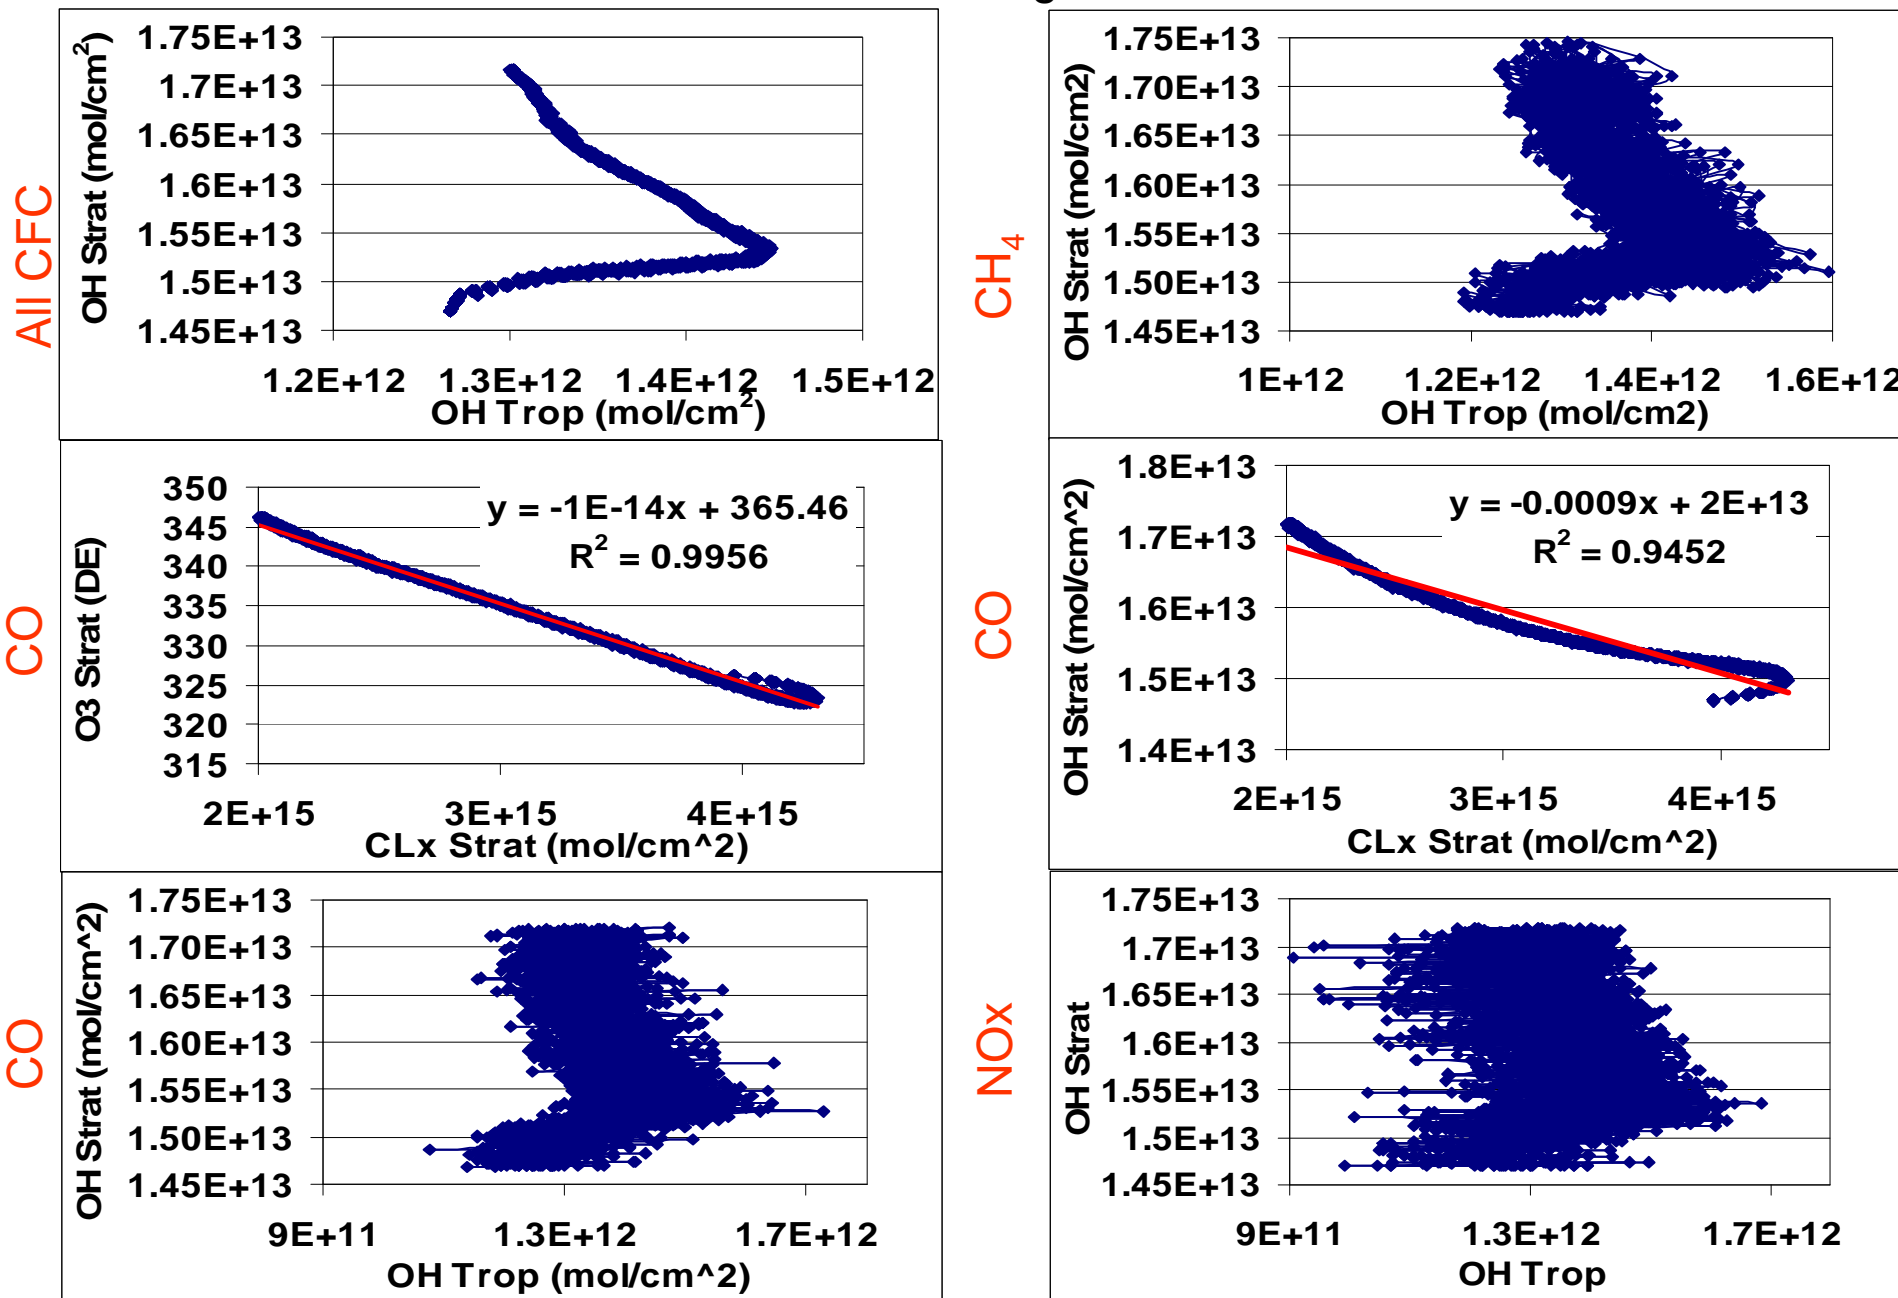 g
All CFC
OH Strat (mol/cm²)
1.75E+13
1.7E+13
1.65E+13
1.6E+13
1.55E+13
1.5E+13
1.45E+13
1.2E+12 1.3E+12 1.4E+12 1.5E+12
OH Trop (mol/cm²)
CH₄
OH Strat (mol/cm2)
1.75E+13
1.70E+13
1.65E+13
1.60E+13
1.55E+13
1.50E+13
1.45E+13
1E+12 1.2E+12 1.4E+12 1.6E+12
OH Trop (mol/cm2)
CO
O3 Strat (DE)
350
345
340
335
330
325
320
315
y = -1E-14x + 365.46
R² = 0.9956
2E+15 3E+15 4E+15
CLx Strat (mol/cm^2)
CO
OH Strat (mol/cm^2)
1.8E+13
1.7E+13
1.6E+13
1.5E+13
1.4E+13
y = -0.0009x + 2E+13
R² = 0.9452
2E+15 3E+15 4E+15
CLx Strat (mol/cm^2)
CO
OH Strat (mol/cm^2)
1.75E+13
1.70E+13
1.65E+13
1.60E+13
1.55E+13
1.50E+13
1.45E+13
9E+11 1.3E+12 1.7E+12
OH Trop (mol/cm^2)
NOx
OH Strat
1.75E+13
1.7E+13
1.65E+13
1.6E+13
1.55E+13
1.5E+13
1.45E+13
9E+11 1.3E+12 1.7E+12
OH Trop